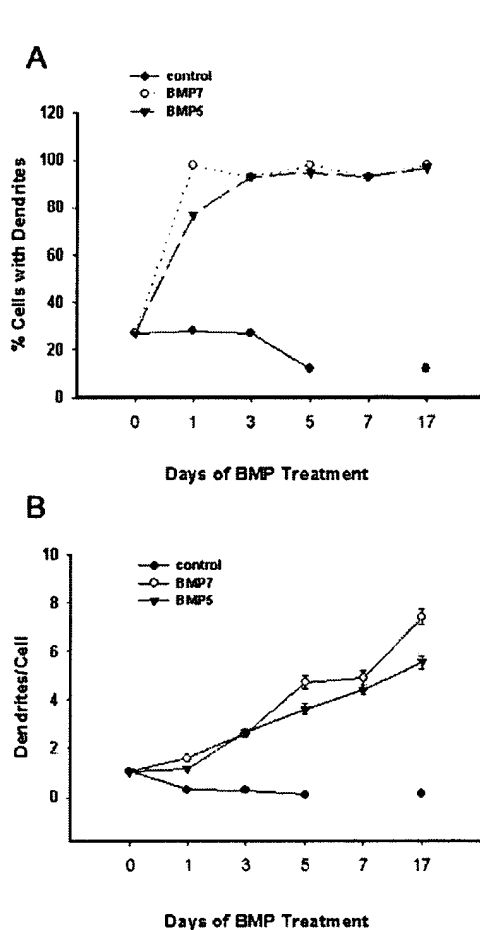 A
control
BMP7
BMP5
120
100
80
60
40
20
0
% Cells with Dendrites
0 1 3 5 7 17
Days of BMP Treatment
B
control
BMP7
BMP5
10
8
6
4
2
0
Dendrites/Cell
0 1 3 5 7 17
Days of BMP Treatment